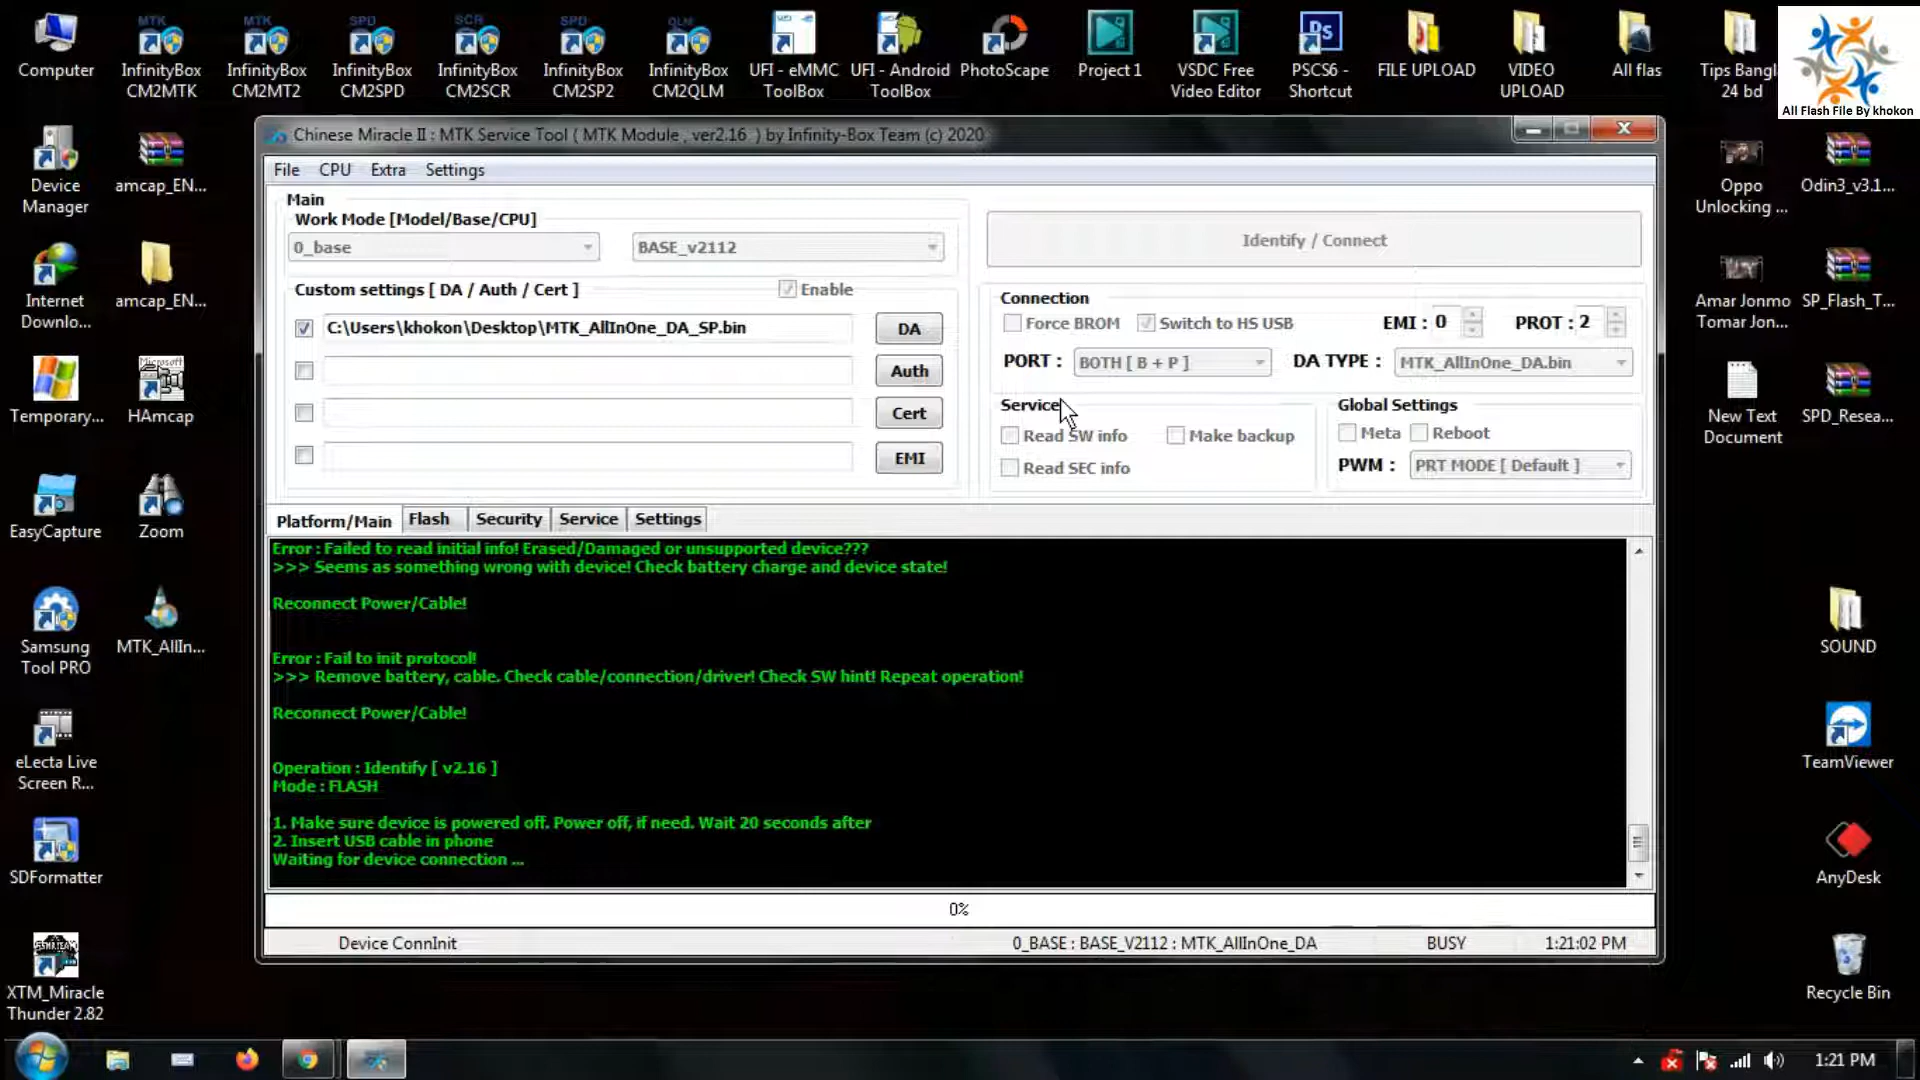 Computer
MTK
InfinityBox
CM2MTK
MTK
InfinityBox
CM2MT2
SPD
InfinityBox
CM2SPD
SCR
InfinityBox
CM2SCR
SPD
InfinityBox
CM2SP2
QLM
InfinityBox
CM2QLM
UFI - eMMC
ToolBox
UFI - Android
ToolBox
PhotoScape
Project 1
VSDC Free
Video Editor
Ps
PSCS6 -
Shortcut
FILE UPLOAD
VIDEO
UPLOAD
All flas
Tips Bangl
24 bd
All Flash File By khokon
Device
Manager
amcap_EN...
Internet
Downlo...
amcap_EN...
Temporary...
Microsoft
HAmcap
EasyCapture
Zoom
Samsung
Tool PRO
MTK_AllIn...
eLecta Live
Screen R...
SDFormatter
XTM_Miracle
Thunder 2.82
Chinese Miracle II : MTK Service Tool ( MTK Module , ver2.16 ) by Infinity-Box Team (c) 2020
File CPU Extra Settings
Main
Work Mode [Model/Base/CPU]
0_base BASE_v2112
Identify / Connect
Custom settings [ DA / Auth / Cert ] Enable
C:\Users\khokon\Desktop\MTK_AllInOne_DA_SP.bin DA
Auth
Cert
EMI
Connection
Force BROM Switch to HS USB EMI : 0 PROT : 2
PORT : BOTH [ B + P ] DA TYPE : MTK_AllInOne_DA.bin
Service
Read SW info Make backup
Read SEC info
Global Settings
Meta Reboot
PWM : PRT MODE [ Default ]
Platform/Main Flash Security Service Settings
Error : Failed to read initial info! Erased/Damaged or unsupported device???
>>> Seems as something wrong with device! Check battery charge and device state!
Reconnect Power/Cable!
Error : Fail to init protocol!
>>> Remove battery, cable. Check cable/connection/driver! Check SW hint! Repeat operation!
Reconnect Power/Cable!
Operation : Identify [ v2.16 ]
Mode : FLASH
1. Make sure device is powered off. Power off, if need. Wait 20 seconds after
2. Insert USB cable in phone
Waiting for device connection ...
0%
Device ConnInit 0_BASE : BASE_V2112 : MTK_AllInOne_DA BUSY 1:21:02 PM
Oppo
Unlocking ...
Odin3_v3.1...
Amar Jonmo
Tomar Jon...
SP_Flash_T...
New Text
Document
SPD_Resea...
SOUND
TeamViewer
AnyDesk
Recycle Bin
1:21 PM